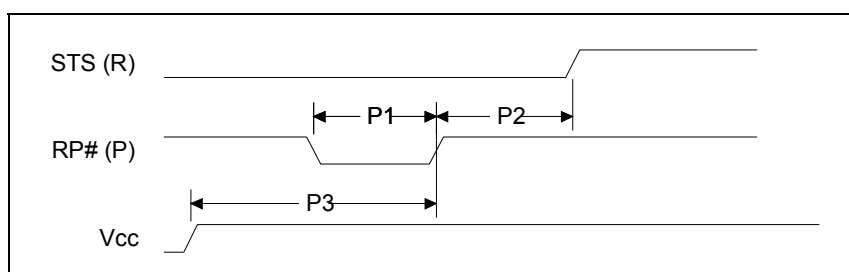 STS (R)
P1
P2
RP# (P)
P3
Vcc